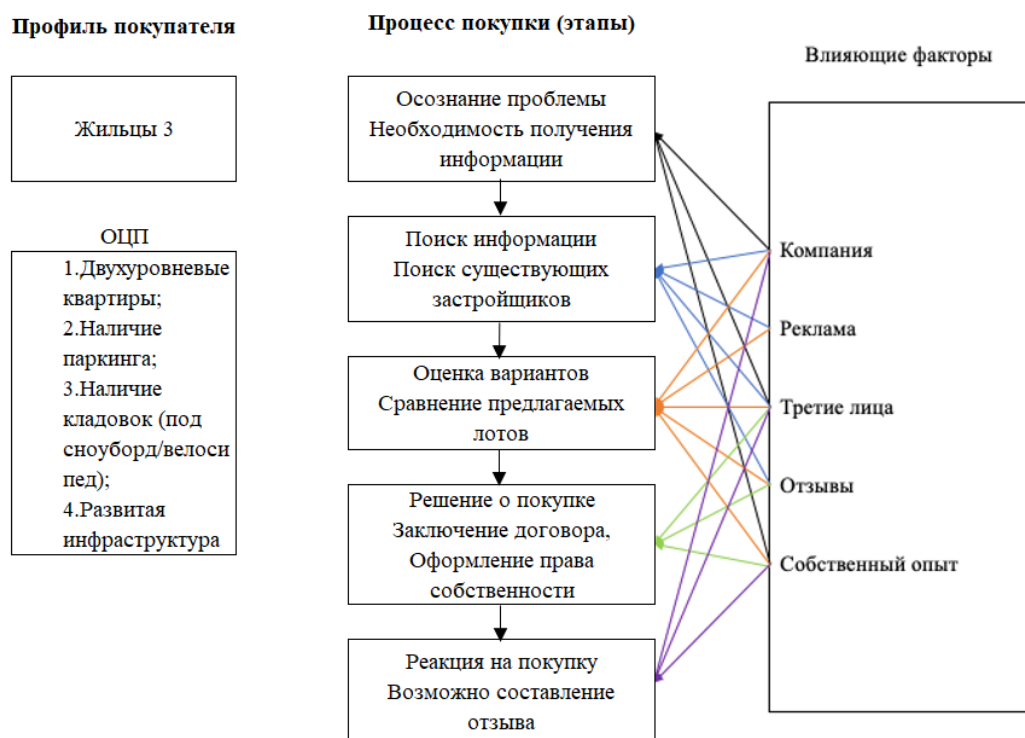 Профиль покупателя
Жильцы 3
ОЦП
1.Двухуровневые
квартиры;
2.Наличие
паркинга;
3.Наличие
кладовок (под
сноуборд/велоси
пед);
4.Развитая
инфраструктура
Процесс покупки (этапы)
Осознание проблемы
Необходимость получения
информации
Поиск информации
Поиск существующих
застройщиков
Оценка вариантов
Сравнение предлагаемых
лотов
Решение о покупке
Заключение договора,
Оформление права
собственности
Реакция на покупку
Возможно составление
отзыва
Влияющие факторы
Компания
Реклама
Третие лица
Отзывы
Собственный опыт